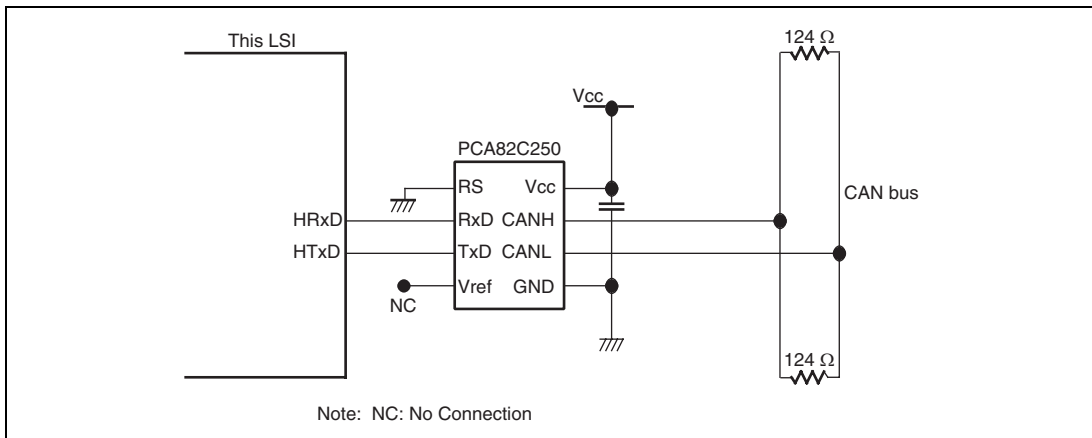 This LSI
124 Ω
Vcc
PCA82C250
RS Vcc
CAN bus
HRxD RxD CANH
HTxD TxD CANL
Vref GND
NC
124 Ω
Note: NC: No Connection